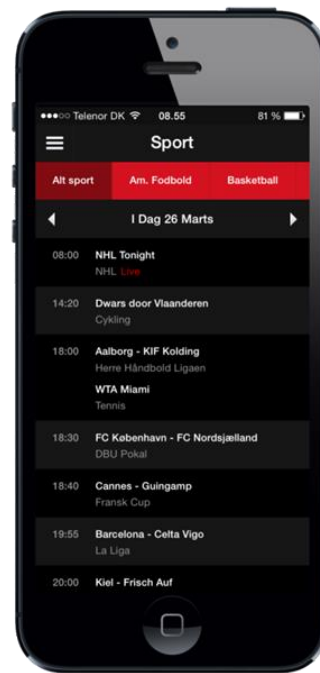 Telenor DK 08.55 81 %
Sport
Alt sport Am. Fodbold Basketball
I Dag 26 Marts
08:00 NHL Tonight
NHL Live
14:20 Dwars door Vlaanderen
Cykling
18:00 Aalborg - KIF Kolding
Herre Håndbold Ligaen
WTA Miami
Tennis
18:30 FC København - FC Nordsjælland
DBU Pokal
18:40 Cannes - Guingamp
Fransk Cup
19:55 Barcelona - Celta Vigo
La Liga
20:00 Kiel - Frisch Auf